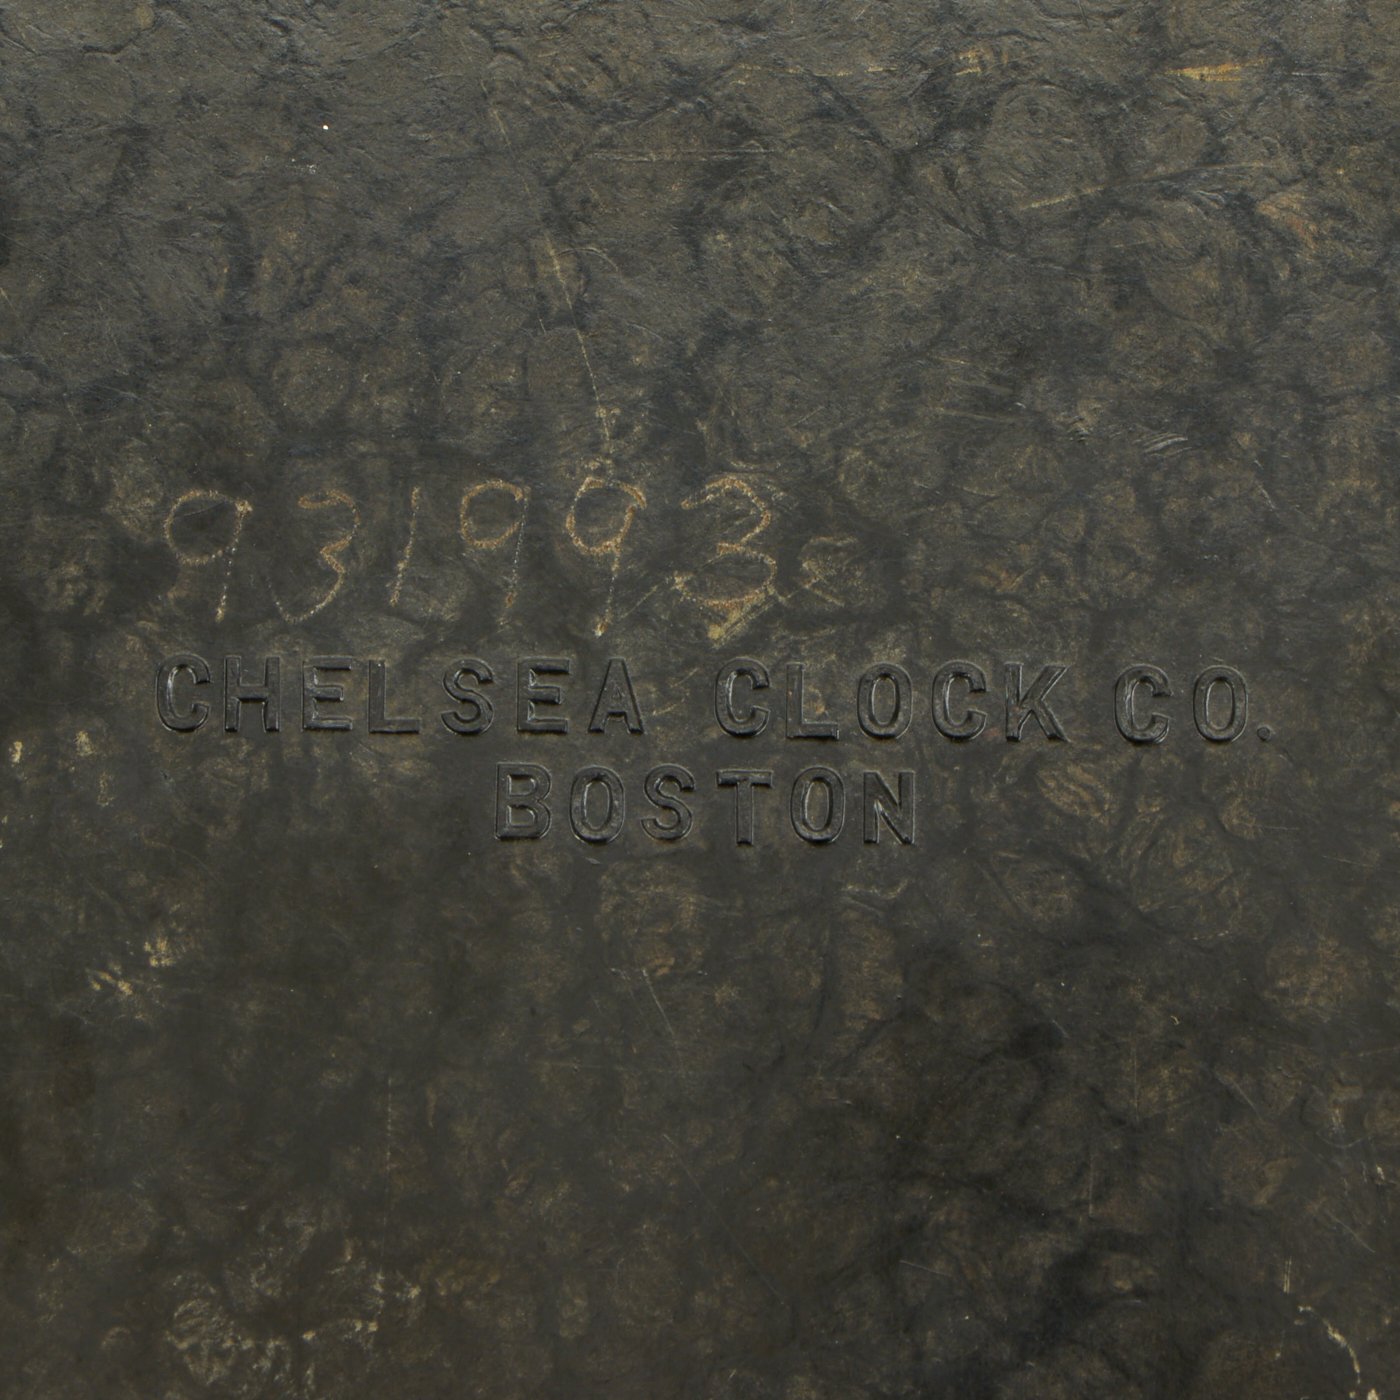 931993
CHELSEA CLOCK CO.
BOSTON